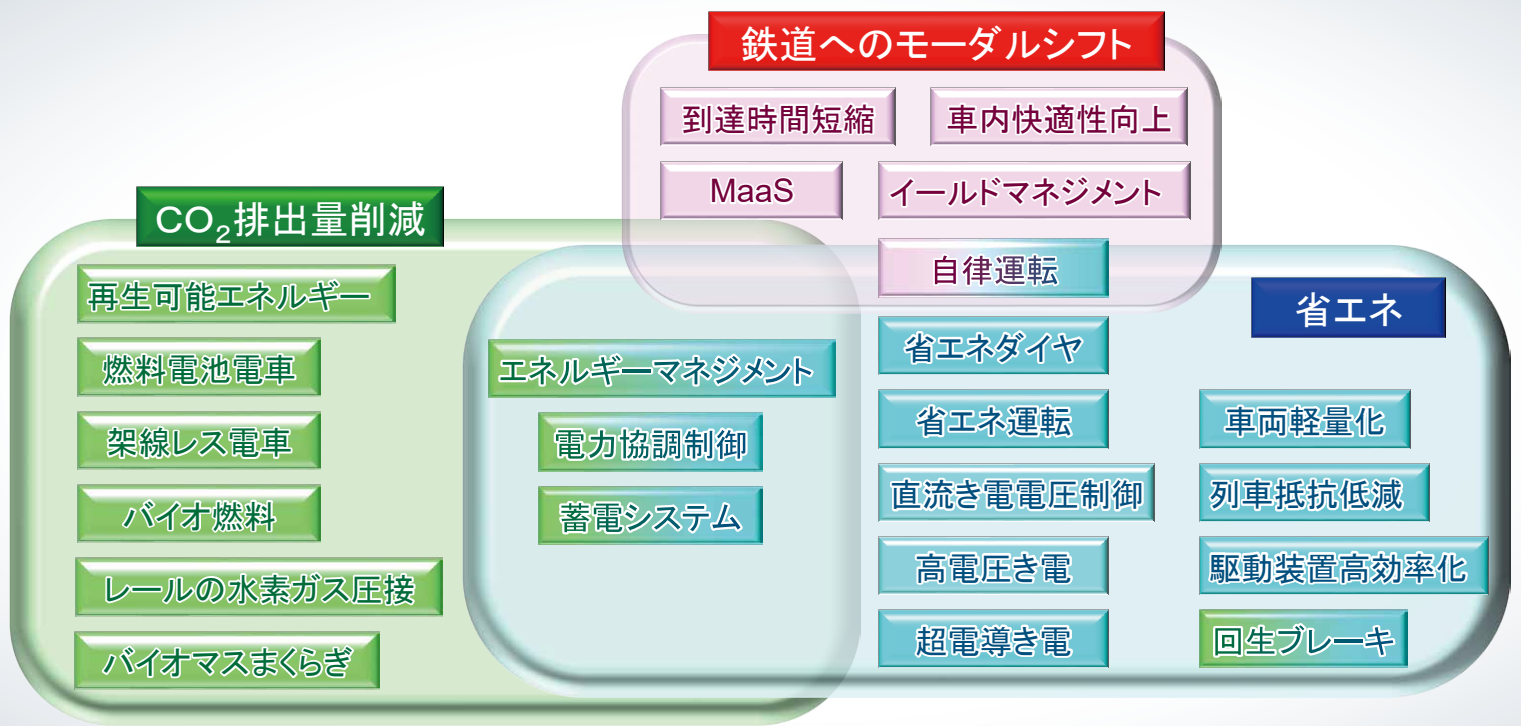 鉄道へのモーダルシフト
到達時間短縮
車内快適性向上
MaaS
イールドマネジメント
自律運転
CO₂排出量削減
再生可能エネルギー
燃料電池電車
架線レス電車
バイオ燃料
レールの水素ガス圧接
バイオマスまくらぎ
エネルギーマネジメント
電力協調制御
蓄電システム
省エネ
省エネダイヤ
省エネ運転
直流き電電圧制御
高電圧き電
超電導き電
車両軽量化
列車抵抗低減
駆動装置高効率化
回生ブレーキ